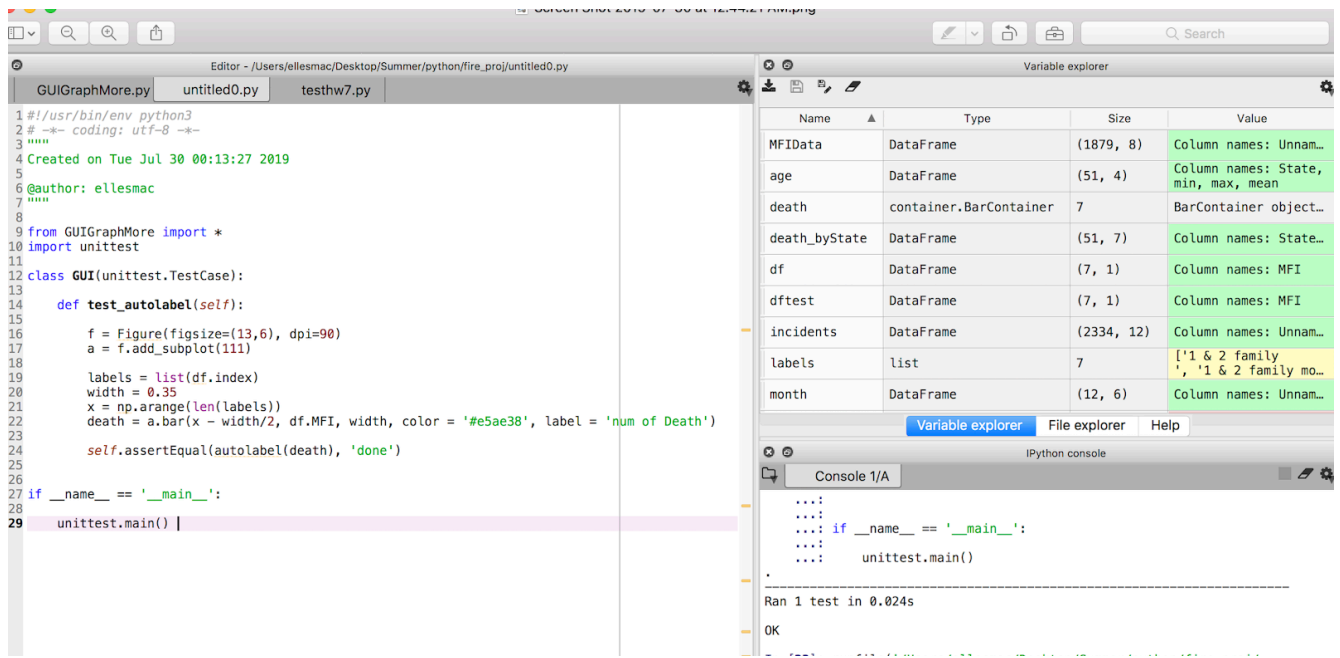 Screen Shot 2019-07-30 at 12.44.21 AM.png
Search
Editor - /Users/ellesmac/Desktop/Summer/python/fire_proj/untitled0.py
GUIGraphMore.py untitled0.py testhw7.py
1 #!/usr/bin/env python3
2 # -*- coding: utf-8 -*-
3 """
4 Created on Tue Jul 30 00:13:27 2019
5
6 @author: ellesmac
7 """
8
9 from GUIGraphMore import *
10 import unittest
11
12 class GUI(unittest.TestCase):
13
14     def test_autolabel(self):
15
16         f = Figure(figsize=(13,6), dpi=90)
17         a = f.add_subplot(111)
18
19         labels = list(df.index)
20         width = 0.35
21         x = np.arange(len(labels))
22         death = a.bar(x - width/2, df.MFI, width, color = '#e5ae38', label = 'num of Death')
23
24         self.assertEqual(autolabel(death), 'done')
25
26
27 if __name__ == '__main__':
28
29     unittest.main()
Variable explorer
Name Type Size Value
MFIData DataFrame (1879, 8) Column names: Unnam…
age DataFrame (51, 4) Column names: State,
min, max, mean
death container.BarContainer 7 BarContainer object…
death_byState DataFrame (51, 7) Column names: State…
df DataFrame (7, 1) Column names: MFI
dftest DataFrame (7, 1) Column names: MFI
incidents DataFrame (2334, 12) Column names: Unnam…
labels list 7 ['1 & 2 family
', '1 & 2 family mo…
month DataFrame (12, 6) Column names: Unnam…
Variable explorer File explorer Help
IPython console
Console 1/A
...:
...:
...: if __name__ == '__main__':
...:
...:     unittest.main()
.
----------------------------------------------------------------------
Ran 1 test in 0.024s
OK